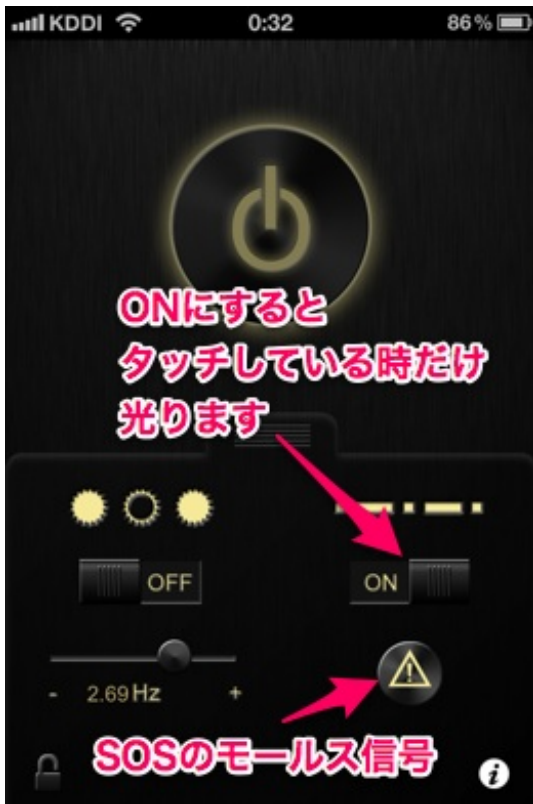 KDDI 0:32 86%
ONにすると
タッチしている時だけ
光ります
OFF ON
- 2.69Hz +
SOSのモールス信号
i